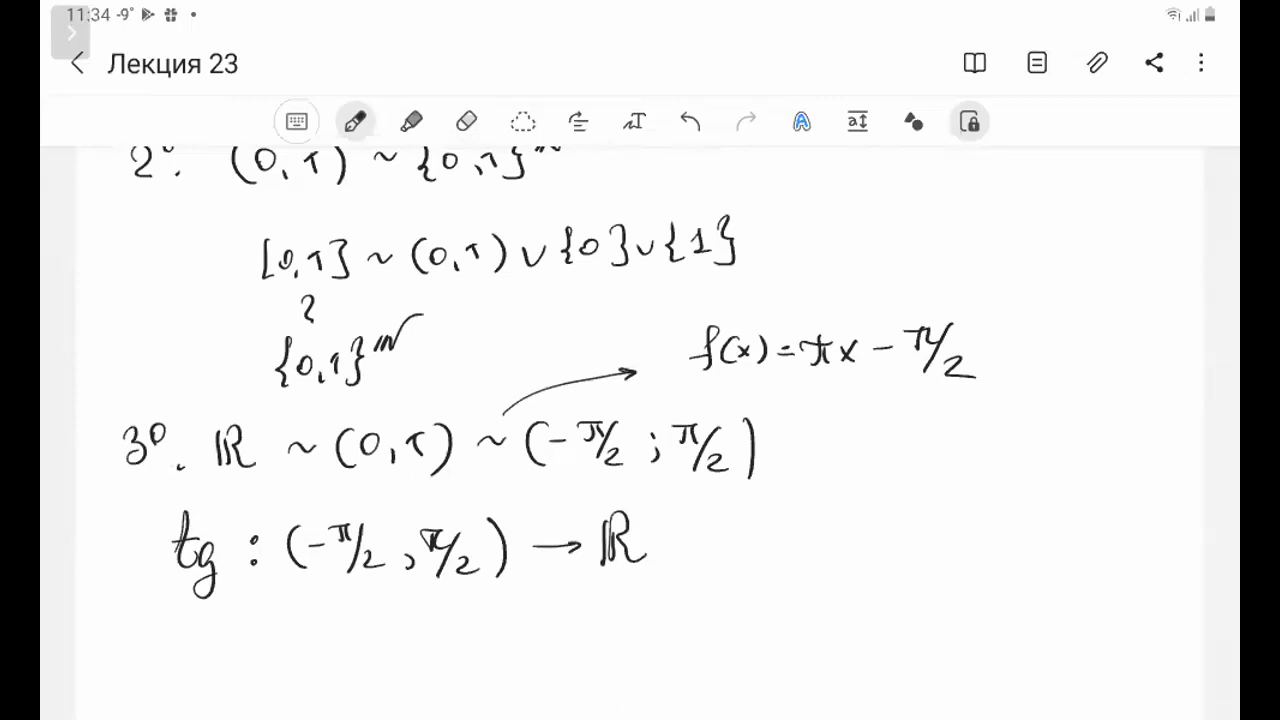 11:34 -9°
Лекция 23
2°. (0,1) ~ {0,1}^ℕ
[0,1] ~ (0,1) ∪ {0} ∪ {1}
?
{0,1}^ℕ
f(x) = πx - π/2
3°. ℝ ~ (0,1) ~ (-π/2 ; π/2)
tg : (-π/2 , π/2) → ℝ